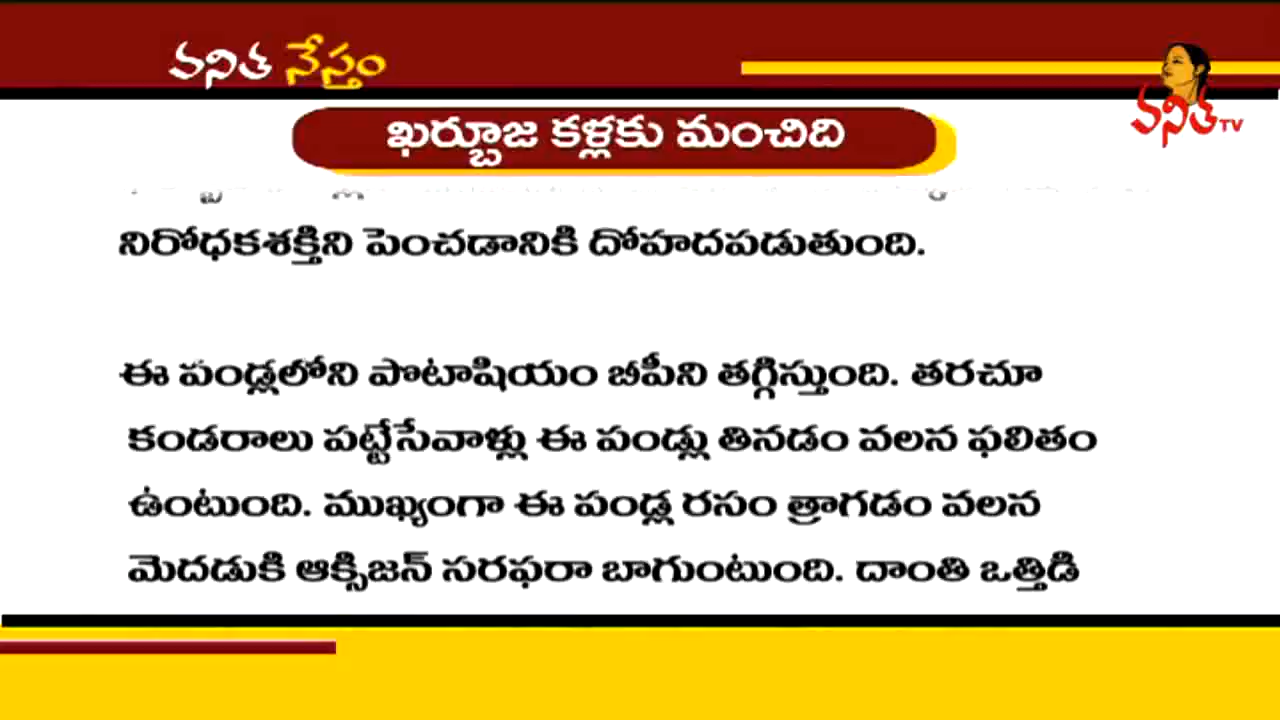 వనిత నేస్తం
వనిత TV
ఖర్బూజ కళ్లకు మంచిది
నిరోధకశక్తిని పెంచడానికి దోహదపడుతుంది.
ఈ పండ్లలోని పొటాషియం బీపీని తగ్గిస్తుంది. తరచూ
కండరాలు పట్టేసేవాళ్లు ఈ పండ్లు తినడం వలన ఫలితం
ఉంటుంది. ముఖ్యంగా ఈ పండ్ల రసం త్రాగడం వలన
మెదడుకి ఆక్సిజన్ సరఫరా బాగుంటుంది. దాంతి ఒత్తిడి